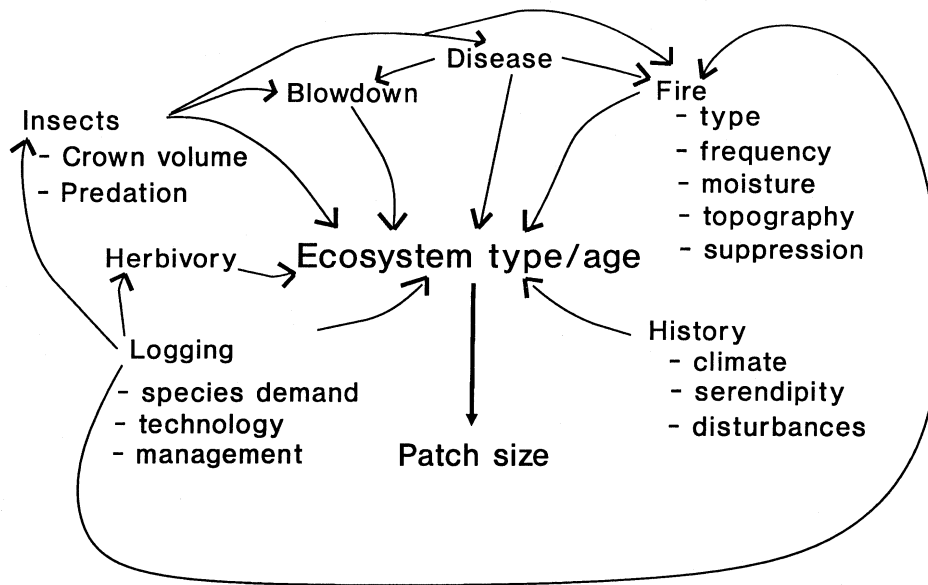 Disease
Blowdown
Fire
- type
- frequency
- moisture
- topography
- suppression
Insects
- Crown volume
- Predation
Herbivory
Ecosystem type/age
Logging
- species demand
- technology
- management
History
- climate
- serendipity
- disturbances
Patch size